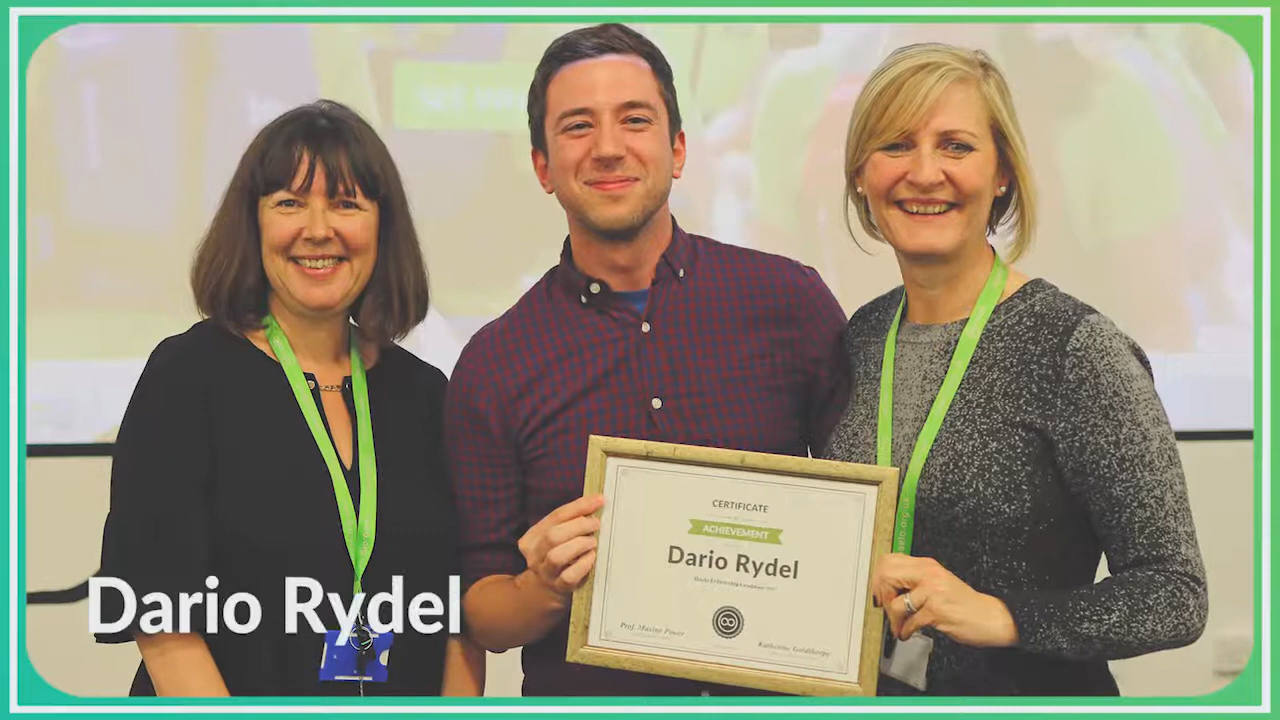 CERTIFICATE
ACHIEVEMENT
Dario Rydel
Prof. Maxine Power
Katherine Goldthorpe
Dario Rydel